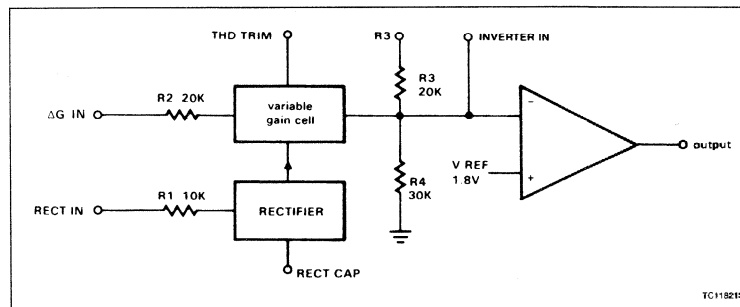 THD TRIM
R3
INVERTER IN
R3
20K
R2 20K
ΔG IN
variable
gain cell
−
output
V REF
1.8V
+
R4
30K
R1 10K
RECT IN
RECTIFIER
RECT CAP